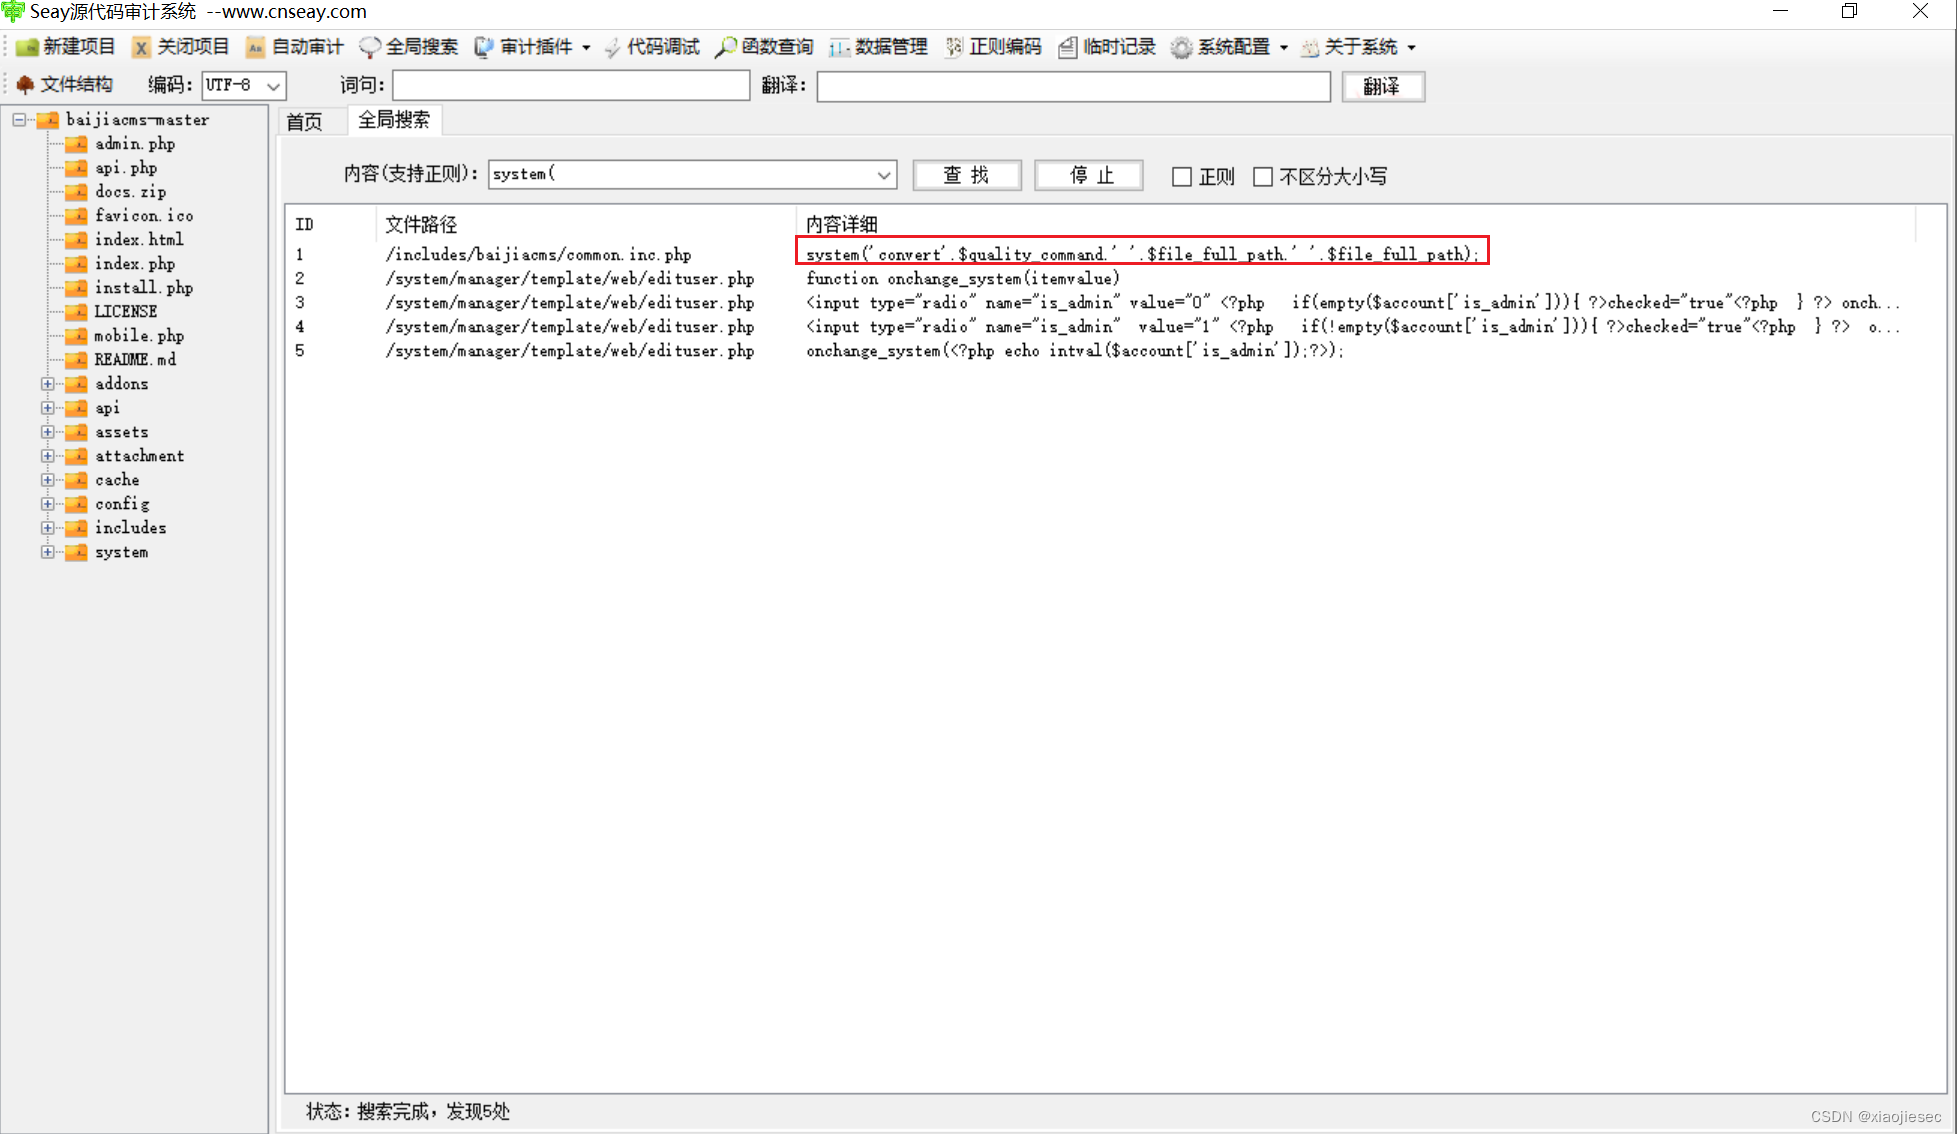 Seay源代码审计系统 --www.cnseay.com
新建项目 关闭项目 自动审计 全局搜索 审计插件 代码调试 函数查询 数据管理 正则编码 临时记录 系统配置 关于系统
文件结构 编码: UTF-8 词句: 翻译: 翻译
首页 全局搜索
内容(支持正则): system( 查 找 停 止 正则 不区分大小写
ID 文件路径 内容详细
1 /includes/baijiacms/common.inc.php system('convert'.$quality_command.' '.$file_full_path.' '.$file_full_path);
2 /system/manager/template/web/edituser.php function onchange_system(itemvalue)
3 /system/manager/template/web/edituser.php <input type="radio" name="is_admin" value="0" <?php if(empty($account['is_admin'])){ ?>checked="true"<?php } ?> onch...
4 /system/manager/template/web/edituser.php <input type="radio" name="is_admin" value="1" <?php if(!empty($account['is_admin'])){ ?>checked="true"<?php } ?> o...
5 /system/manager/template/web/edituser.php onchange_system(<?php echo intval($account['is_admin']);?>);
baijiacms-master
admin.php
api.php
docs.zip
favicon.ico
index.html
index.php
install.php
LICENSE
mobile.php
README.md
addons
api
assets
attachment
cache
config
includes
system
状态: 搜索完成，发现5处
CSDN @xiaojiesec